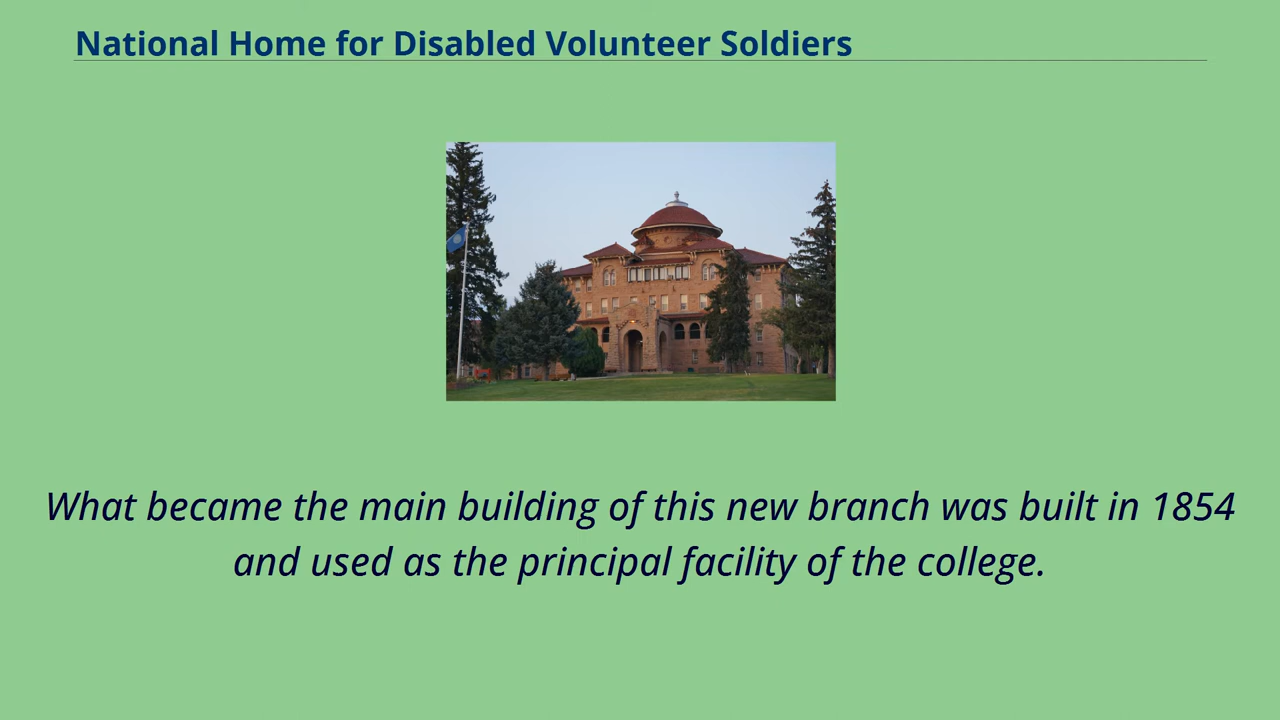 National Home for Disabled Volunteer Soldiers
What became the main building of this new branch was built in 1854
and used as the principal facility of the college.